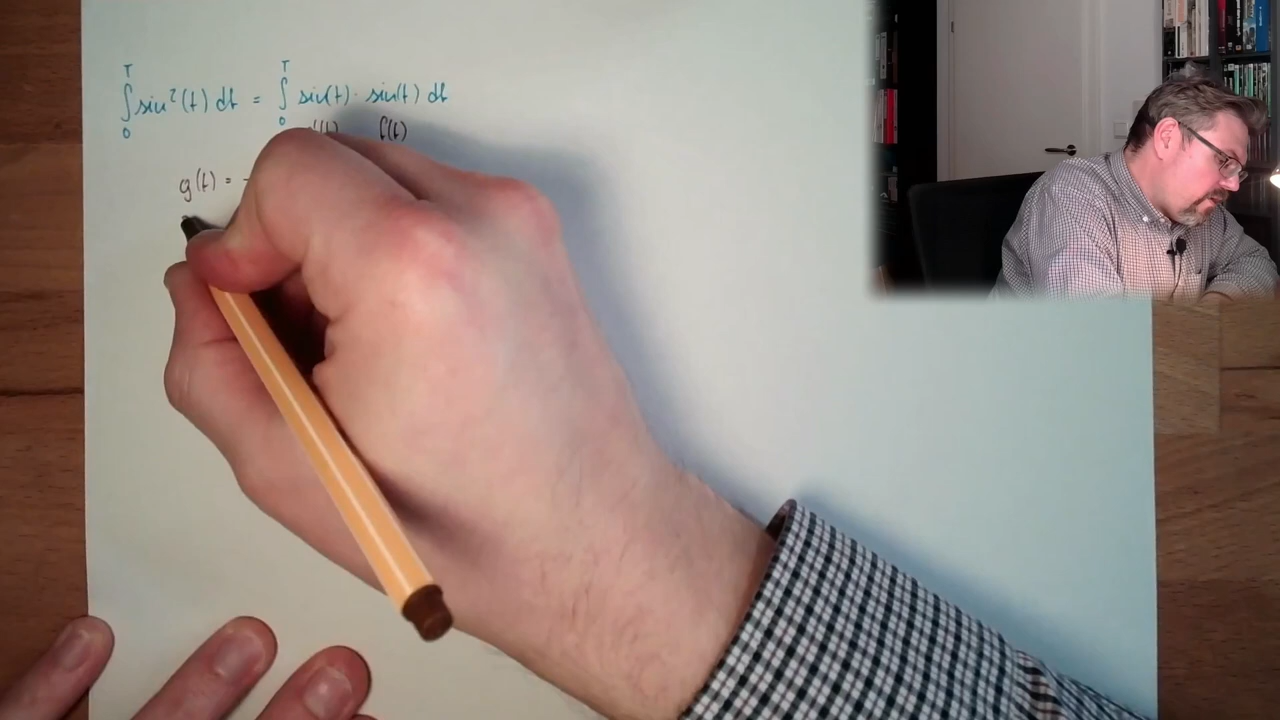 ∫₀ᵀ sin²(t) dt = ∫₀ᵀ sin(t) · sin(t) dt
f(t)
g(t) = -